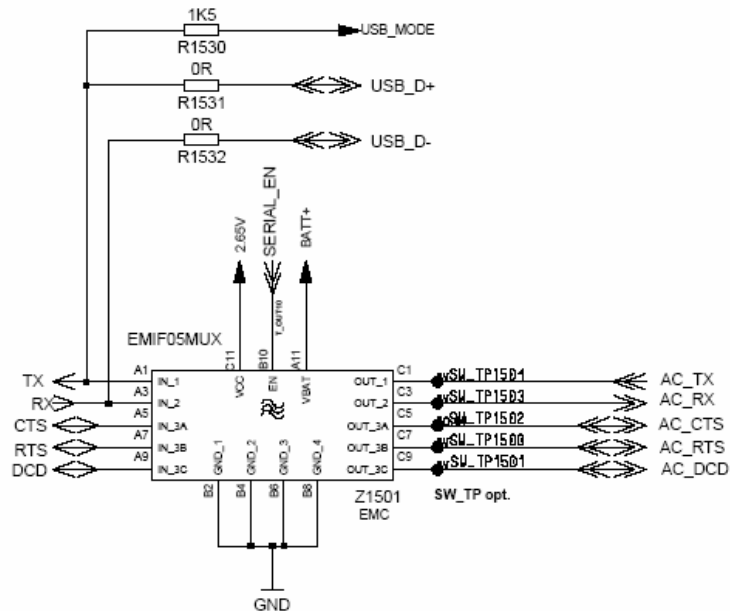 1K5
USB_MODE
R1530
0R
USB_D+
R1531
0R
USB_D-
R1532
2.65V
SERIAL_EN
BATT+
T_OUT10
EMIF05MUX
C11
B10
A11
TX A1 IN_1 VCC EN VBAT OUT_1 C1 SW_TP1504 AC_TX
RX A3 IN_2 OUT_2 C3 SW_TP1503 AC_RX
CTS A5 IN_3A OUT_3A C5 SW_TP1502 AC_CTS
RTS A7 IN_3B GND_1 GND_2 GND_3 GND_4 OUT_3B C7 SW_TP1500 AC_RTS
DCD A9 IN_3C OUT_3C C9 SW_TP1501 AC_DCD
B2 B4 B6 B8
Z1501
EMC
SW_TP opt.
GND